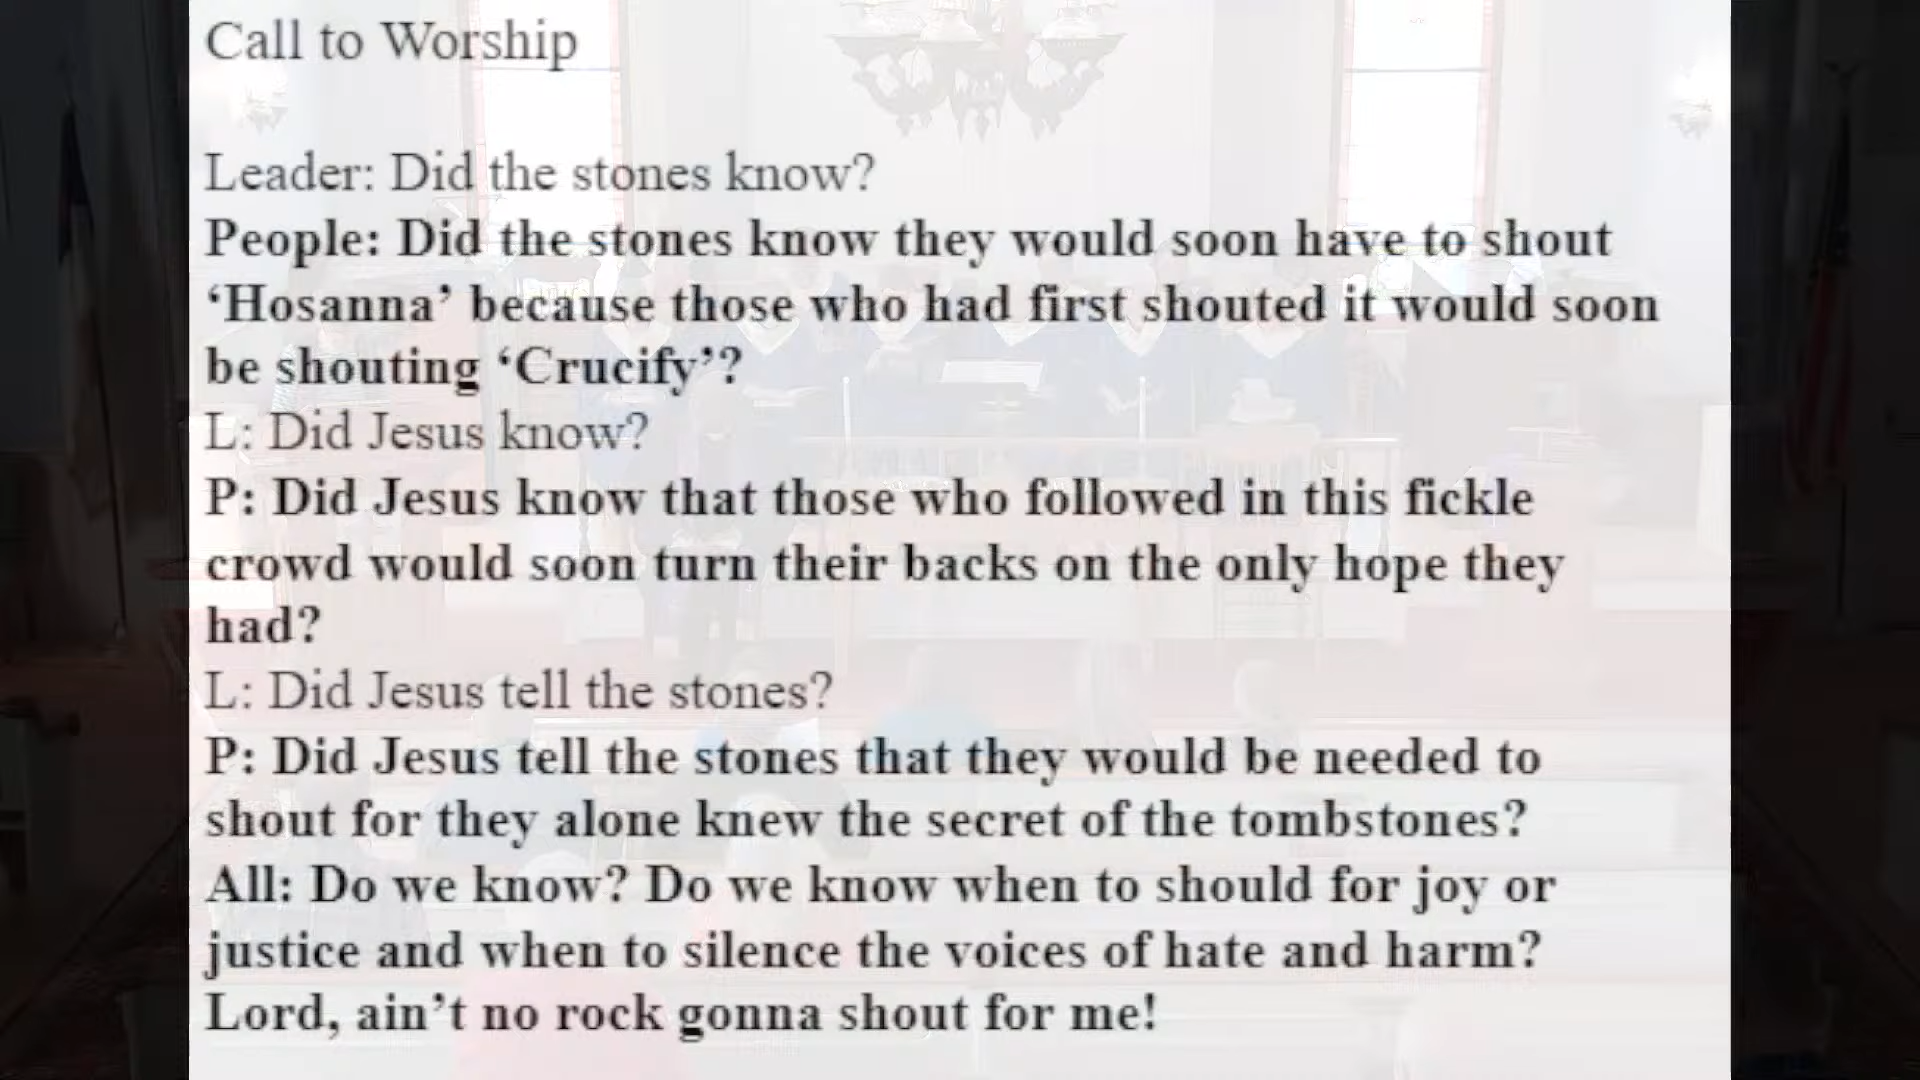 Call to Worship
Leader: Did the stones know?
People: Did the stones know they would soon have to shout
‘Hosanna’ because those who had first shouted it would soon
be shouting ‘Crucify’?
L: Did Jesus know?
P: Did Jesus know that those who followed in this fickle
crowd would soon turn their backs on the only hope they
had?
L: Did Jesus tell the stones?
P: Did Jesus tell the stones that they would be needed to
shout for they alone knew the secret of the tombstones?
All: Do we know? Do we know when to should for joy or
justice and when to silence the voices of hate and harm?
Lord, ain’t no rock gonna shout for me!